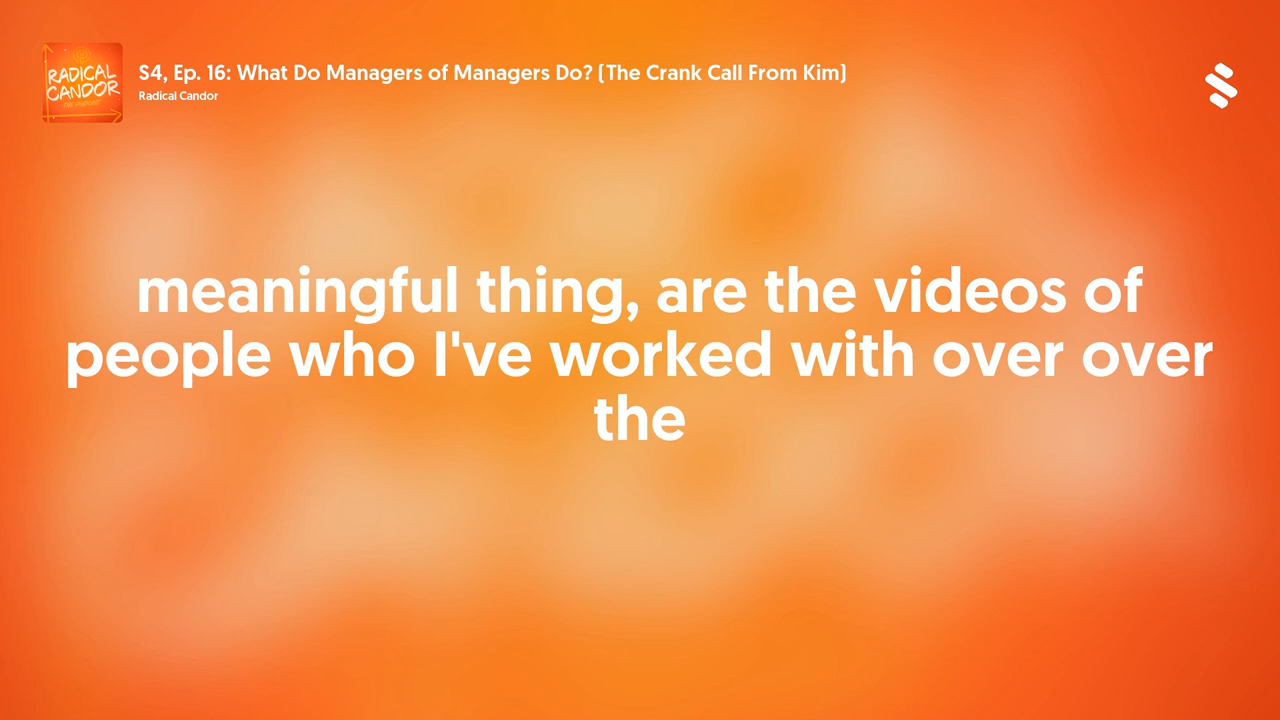 RADICAL
CANDOR
S4, Ep. 16: What Do Managers of Managers Do? (The Crank Call From Kim)
Radical Candor
meaningful thing, are the videos of
people who I've worked with over over
the